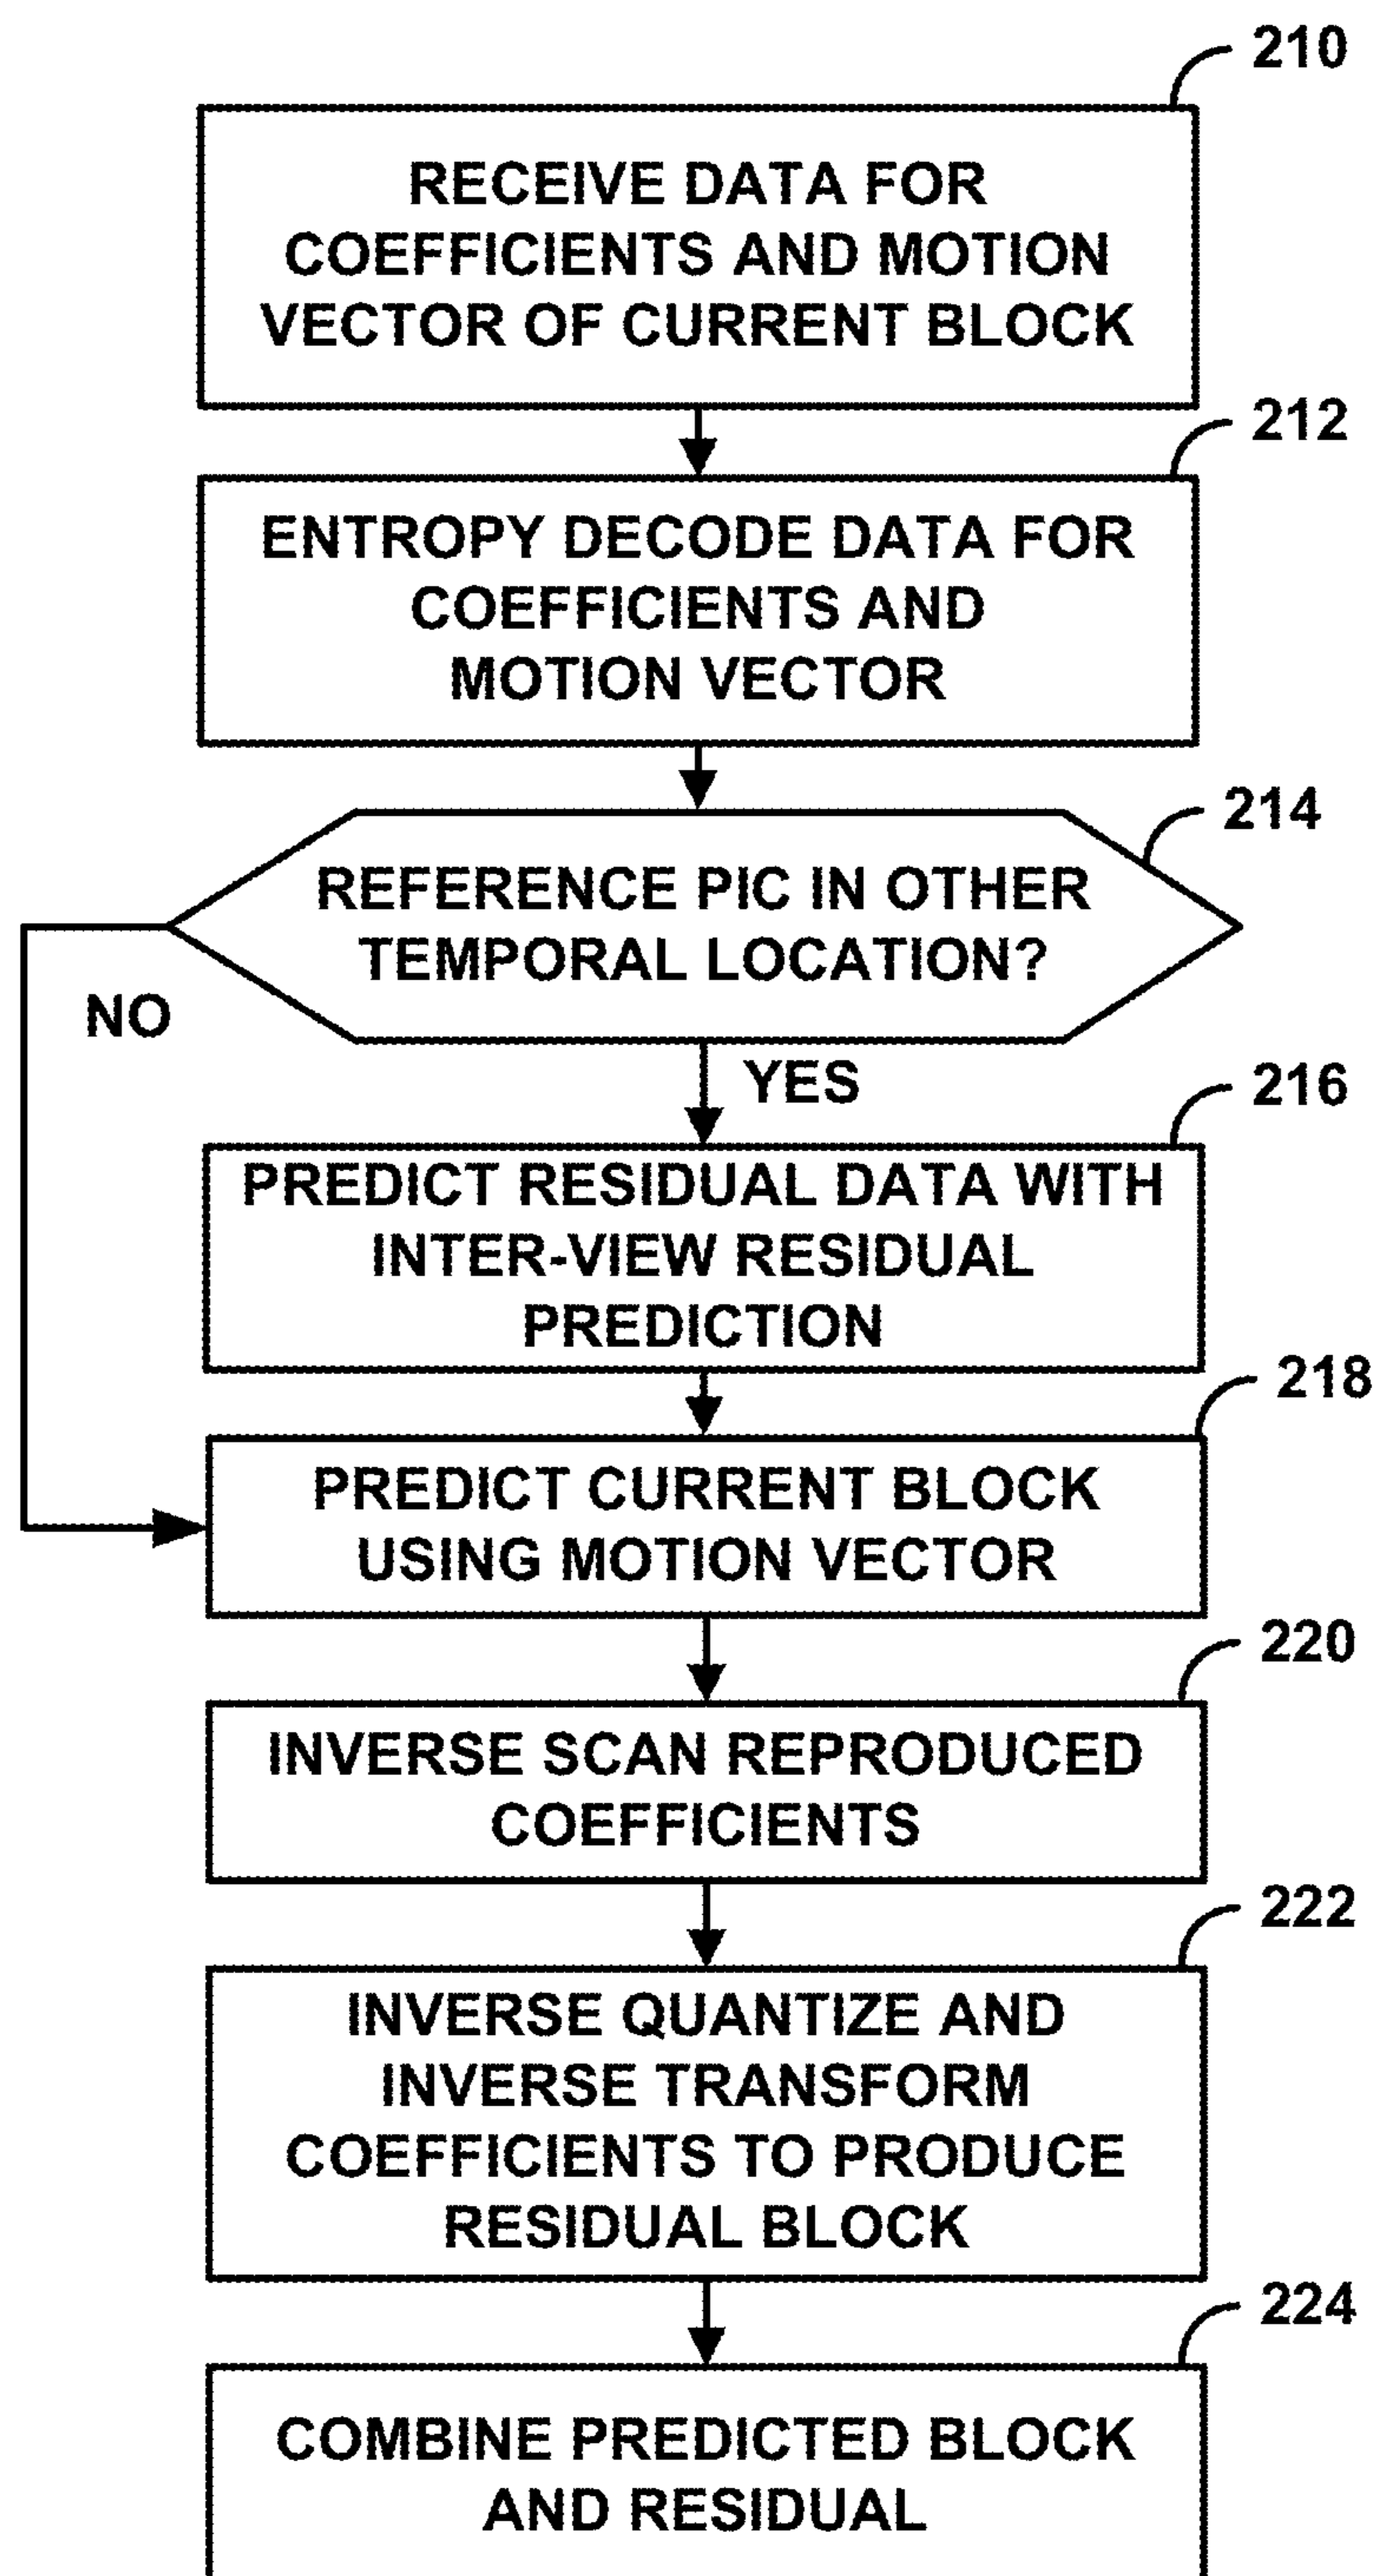 210
RECEIVE DATA FOR
COEFFICIENTS AND MOTION
VECTOR OF CURRENT BLOCK
212
ENTROPY DECODE DATA FOR
COEFFICIENTS AND
MOTION VECTOR
214
REFERENCE PIC IN OTHER
TEMPORAL LOCATION?
NO
YES
216
PREDICT RESIDUAL DATA WITH
INTER-VIEW RESIDUAL
PREDICTION
218
PREDICT CURRENT BLOCK
USING MOTION VECTOR
220
INVERSE SCAN REPRODUCED
COEFFICIENTS
222
INVERSE QUANTIZE AND
INVERSE TRANSFORM
COEFFICIENTS TO PRODUCE
RESIDUAL BLOCK
224
COMBINE PREDICTED BLOCK
AND RESIDUAL